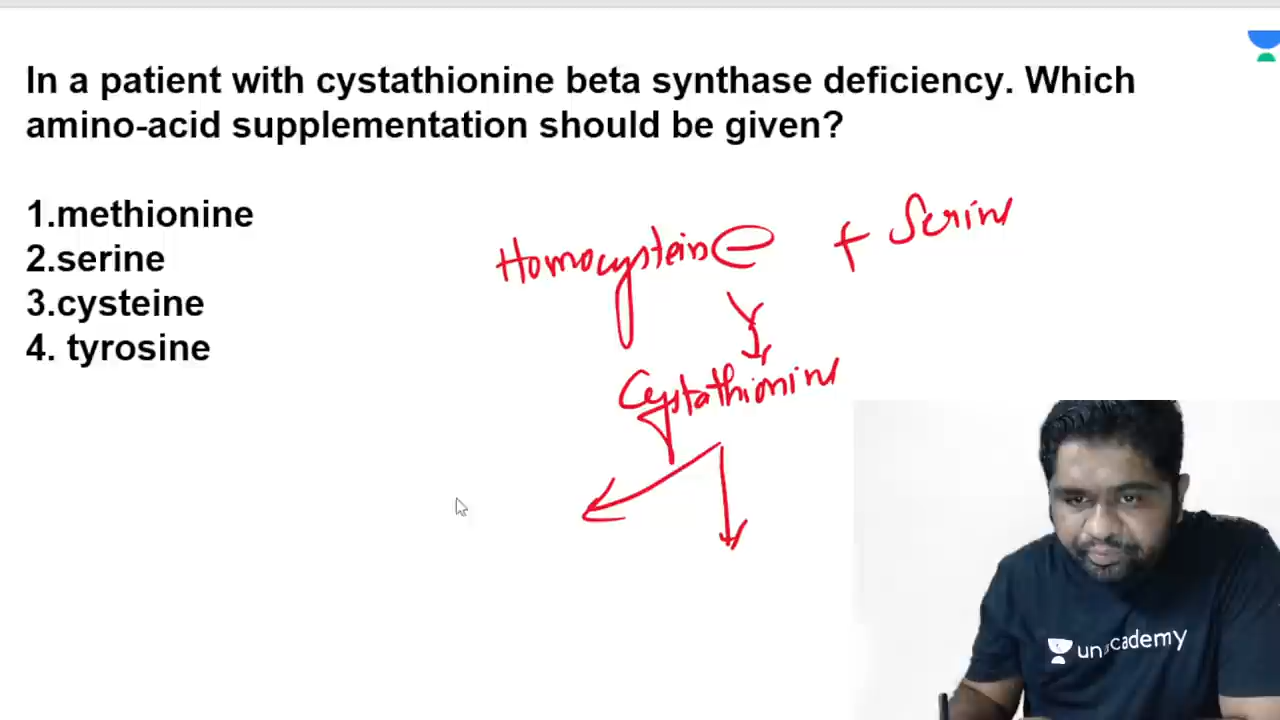 In a patient with cystathionine beta synthase deficiency. Which
amino-acid supplementation should be given?
1.methionine
2.serine
3.cysteine
4. tyrosine
Homocysteine + Serine
Cystathionine
unacademy